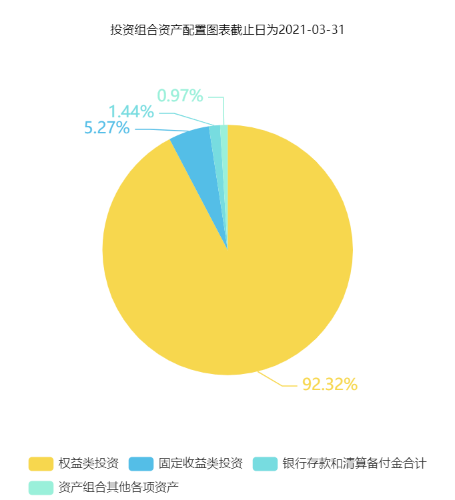 投资组合资产配置图表截止日为2021-03-31
0.97%
1.44%
5.27%
92.32%
权益类投资 固定收益类投资 银行存款和清算备付金合计
资产组合其他各项资产